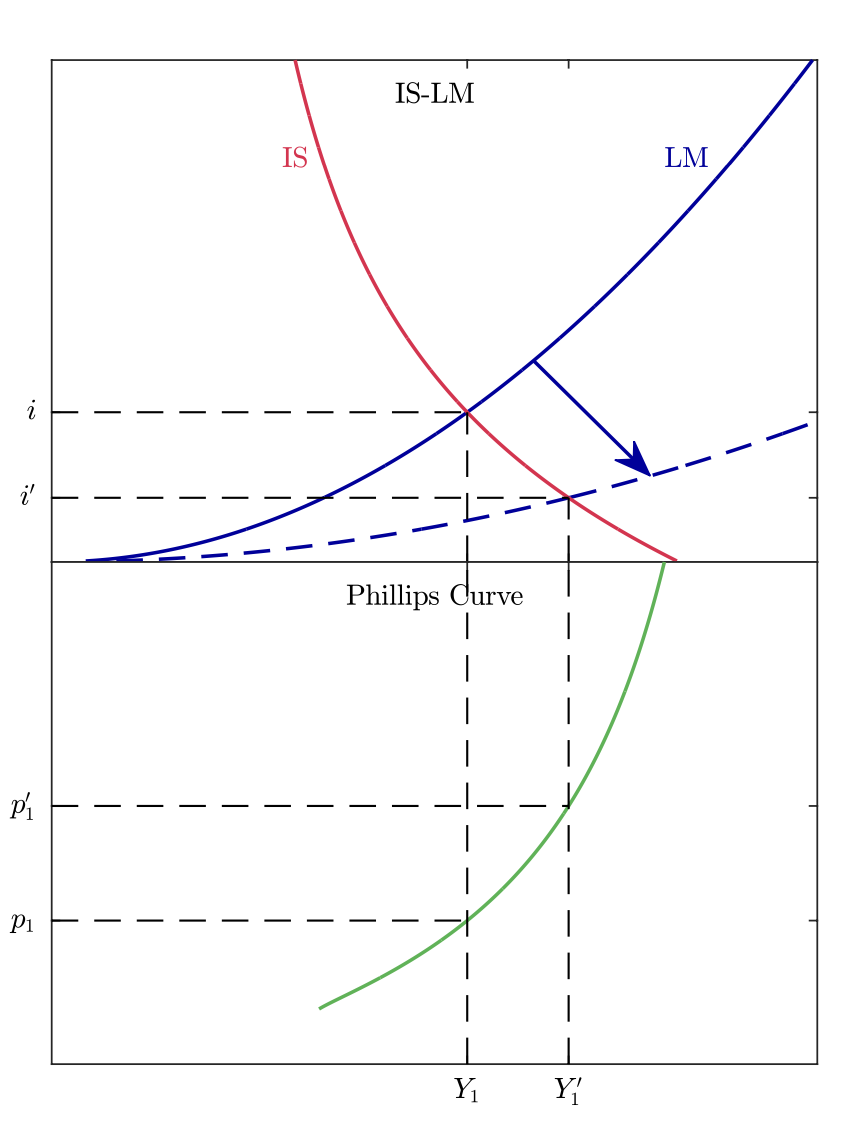 IS-LM
IS
LM
i
i′
Phillips Curve
p′₁
p₁
Y₁
Y′₁